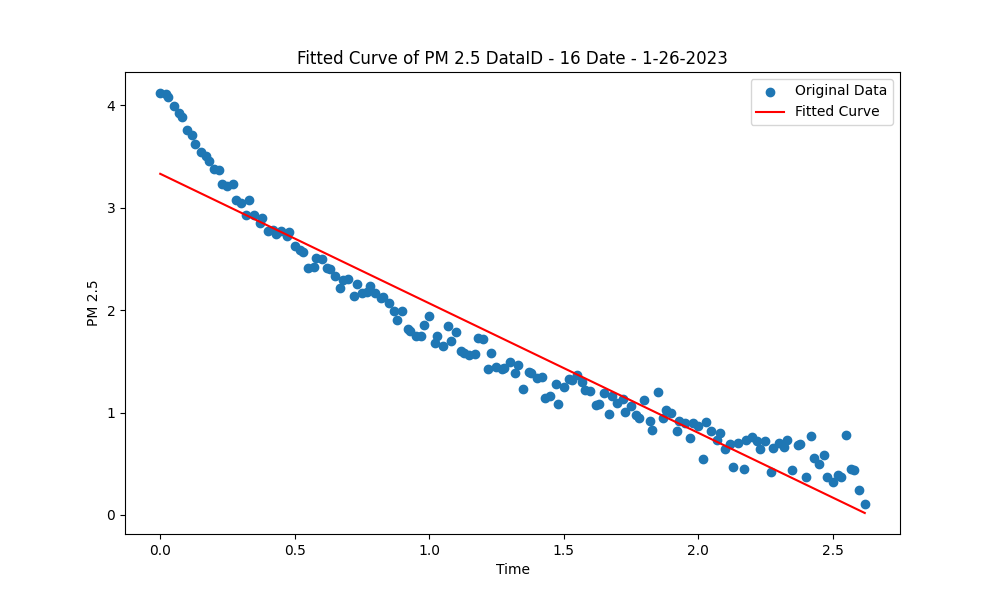 Fitted Curve of PM 2.5 DataID - 16 Date - 1-26-2023
Original Data
Fitted Curve
4
3
2
1
0
PM 2.5
0.0 0.5 1.0 1.5 2.0 2.5
Time